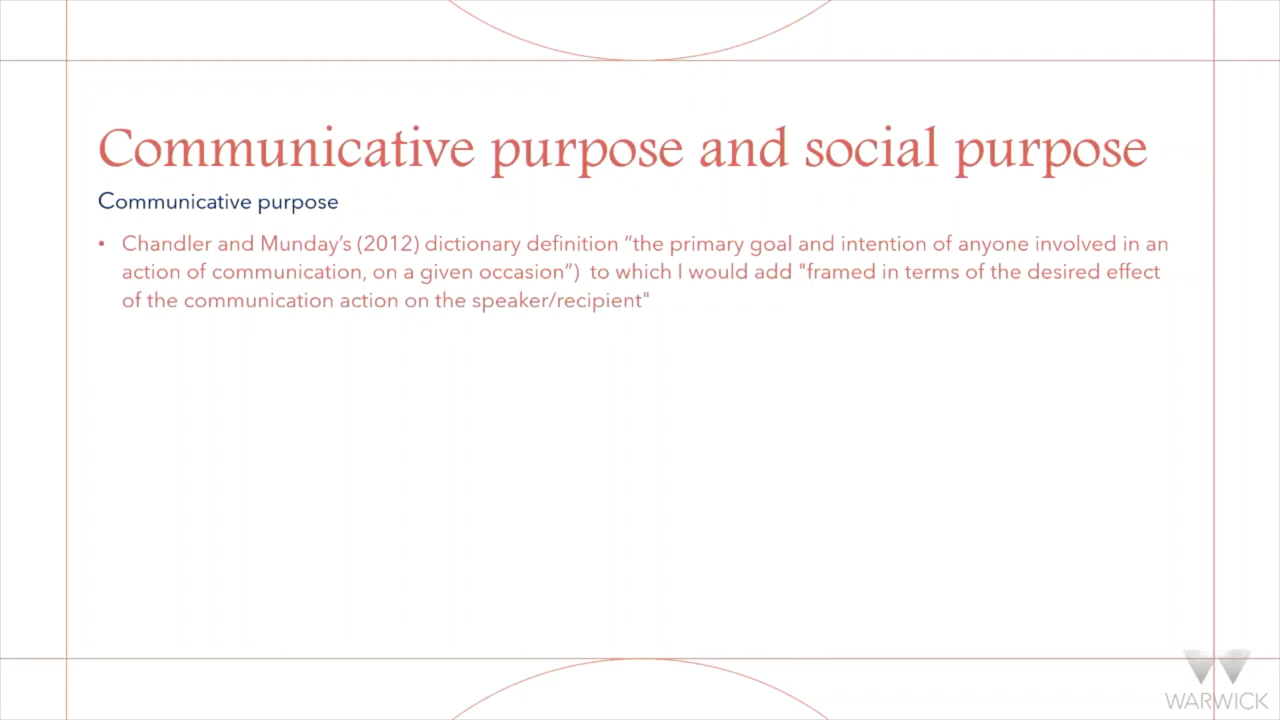 Communicative purpose and social purpose
Communicative purpose
• Chandler and Munday’s (2012) dictionary definition “the primary goal and intention of anyone involved in an
action of communication, on a given occasion”)  to which I would add "framed in terms of the desired effect
of the communication action on the speaker/recipient"
WARWICK